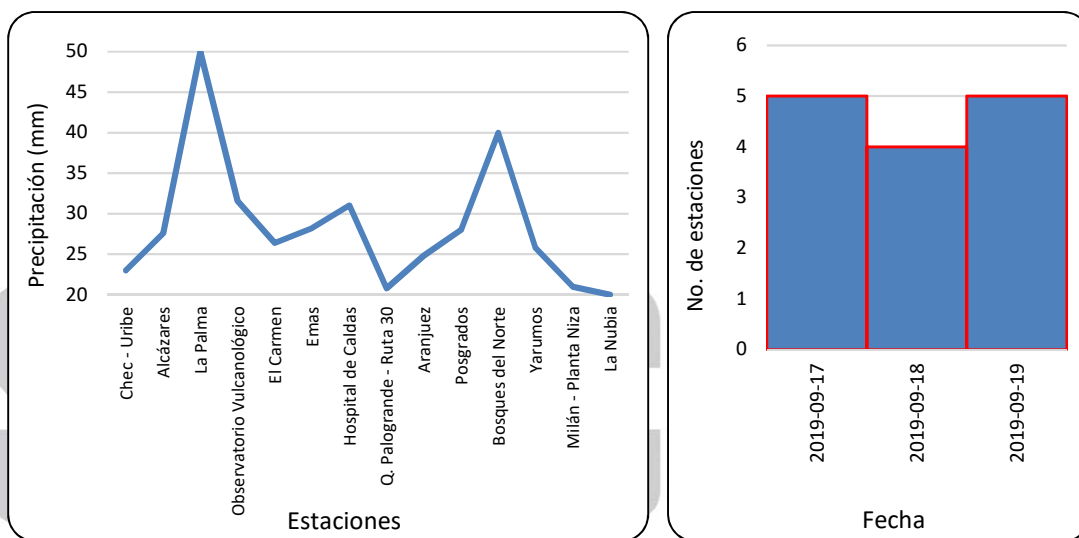 Precipitación (mm)
50
45
40
35
30
25
20
Chec - Uribe
Alcázares
La Palma
Observatorio Vulcanológico
El Carmen
Emas
Hospital de Caldas
Q. Palogrande - Ruta 30
Aranjuez
Posgrados
Bosques del Norte
Yarumos
Milán - Planta Niza
La Nubia
Estaciones
No. de estaciones
6
5
4
3
2
1
0
2019-09-17
2019-09-18
2019-09-19
Fecha